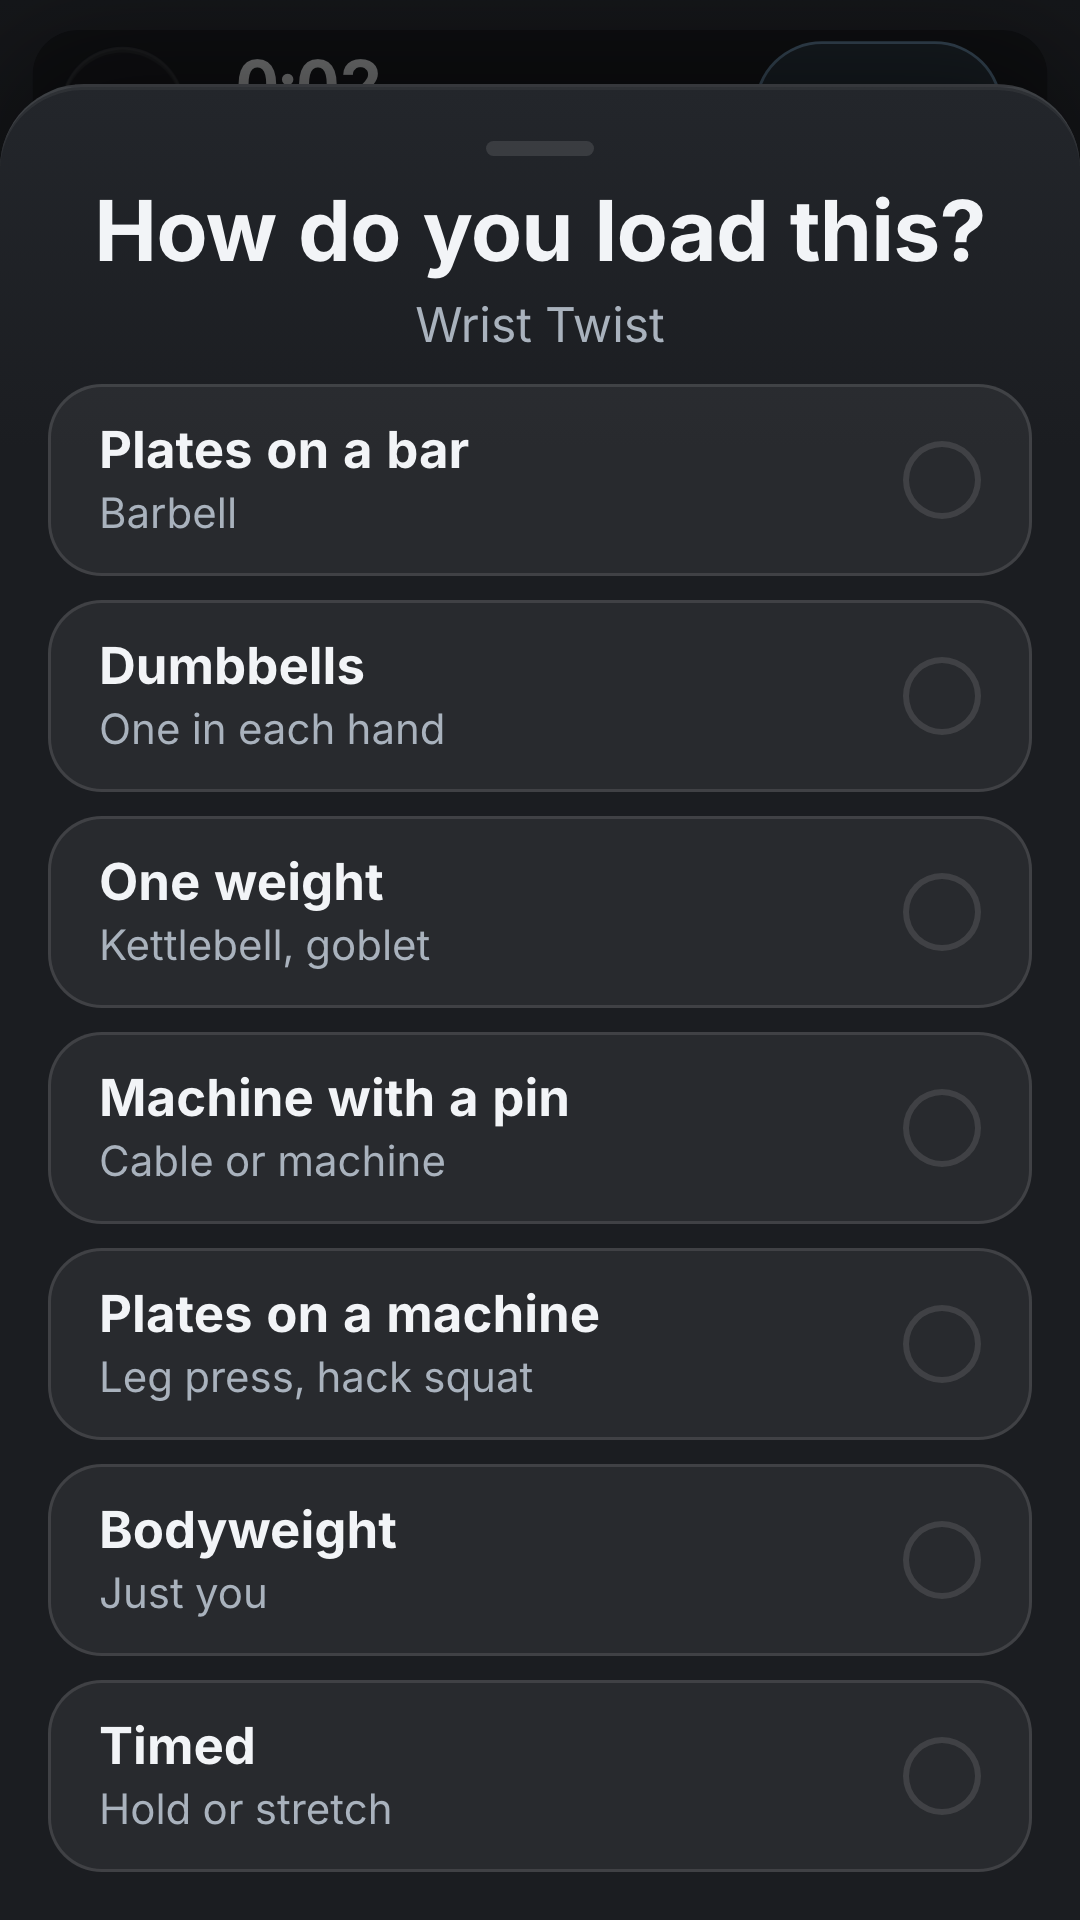 0:02
How do you load this?
Wrist Twist
Plates on a bar
Barbell
Dumbbells
One in each hand
One weight
Kettlebell, goblet
Machine with a pin
Cable or machine
Plates on a machine
Leg press, hack squat
Bodyweight
Just you
Timed
Hold or stretch